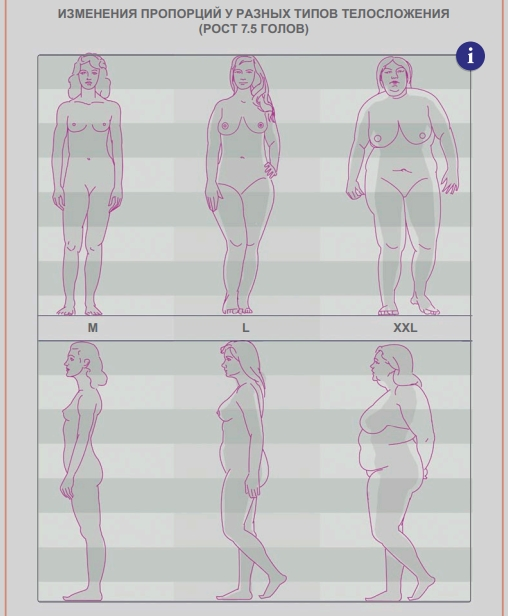 ИЗМЕНЕНИЯ ПРОПОРЦИЙ У РАЗНЫХ ТИПОВ ТЕЛОСЛОЖЕНИЯ
(РОСТ 7.5 ГОЛОВ)
i
M
L
XXL